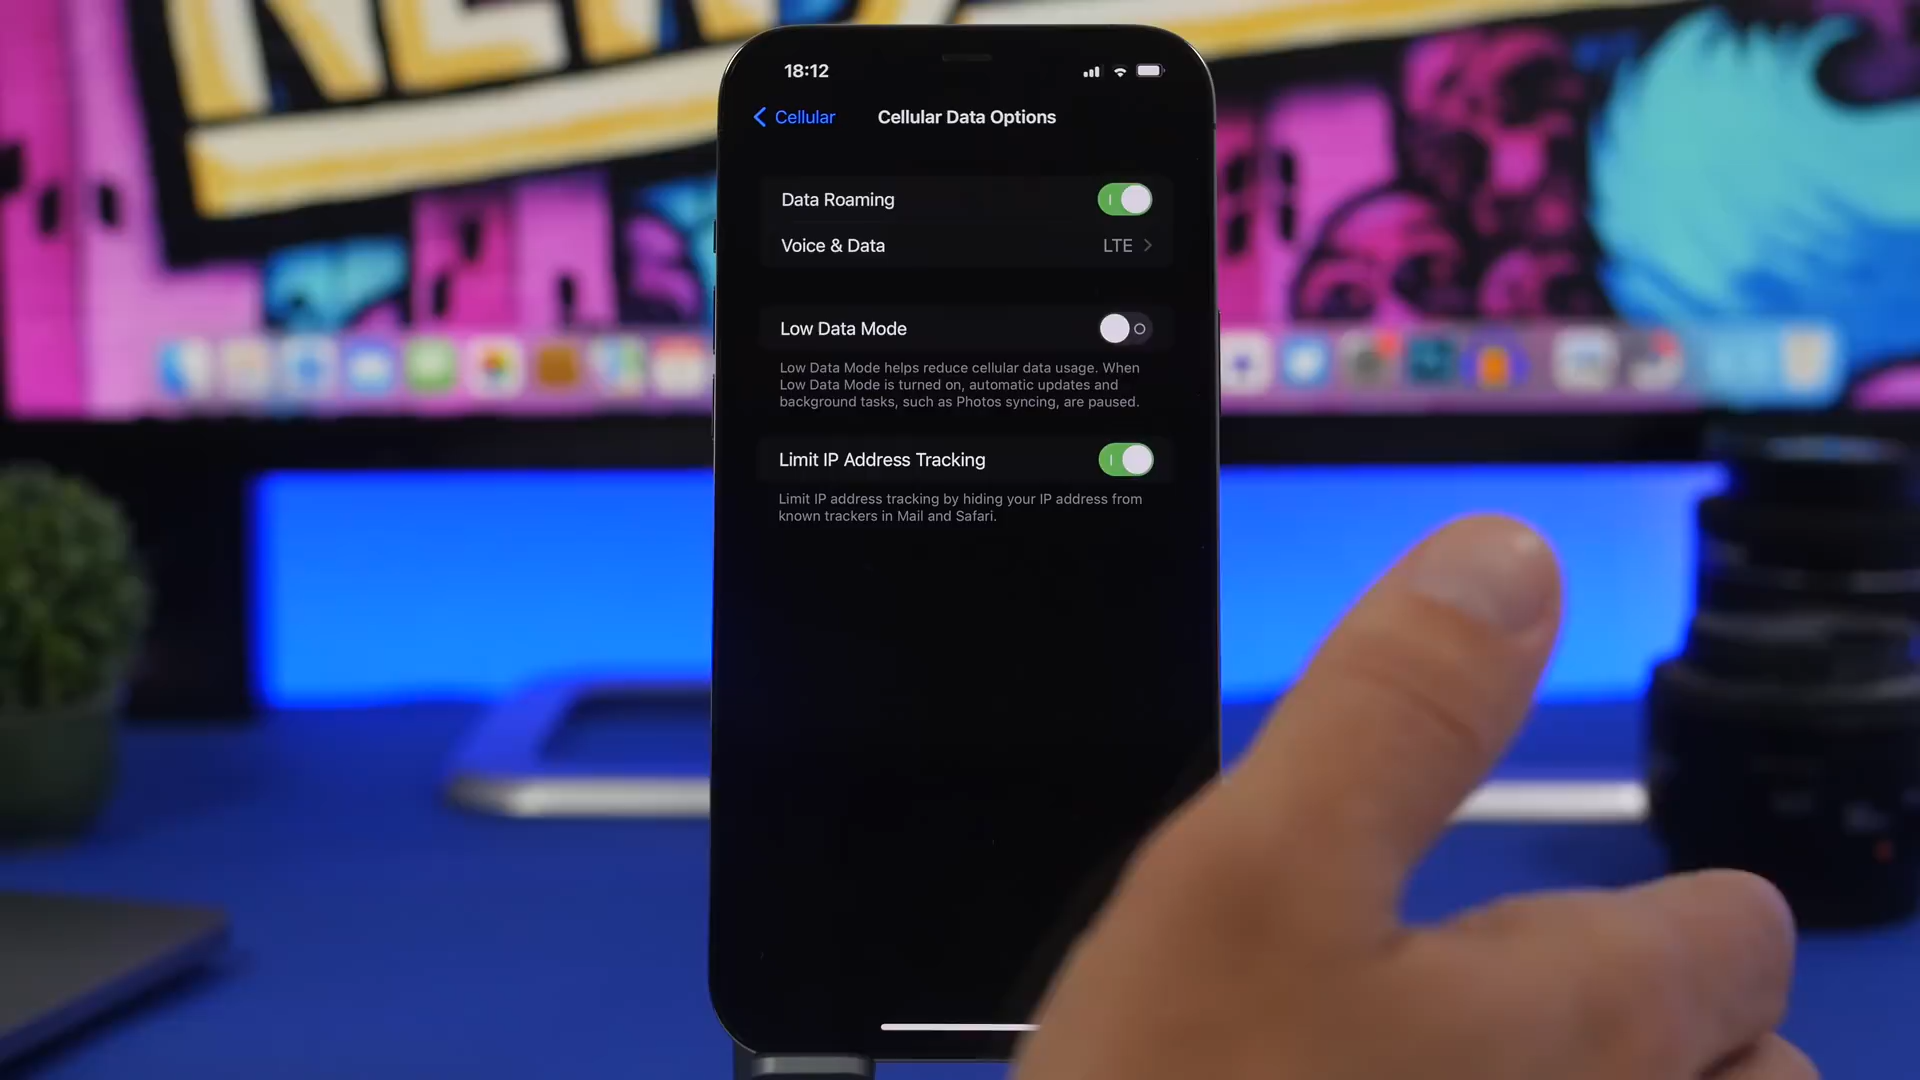 18:12
Cellular
Cellular Data Options
Data Roaming
Voice & Data
LTE
Low Data Mode
Low Data Mode helps reduce cellular data usage. When
Low Data Mode is turned on, automatic updates and
background tasks, such as Photos syncing, are paused.
Limit IP Address Tracking
Limit IP address tracking by hiding your IP address from
known trackers in Mail and Safari.